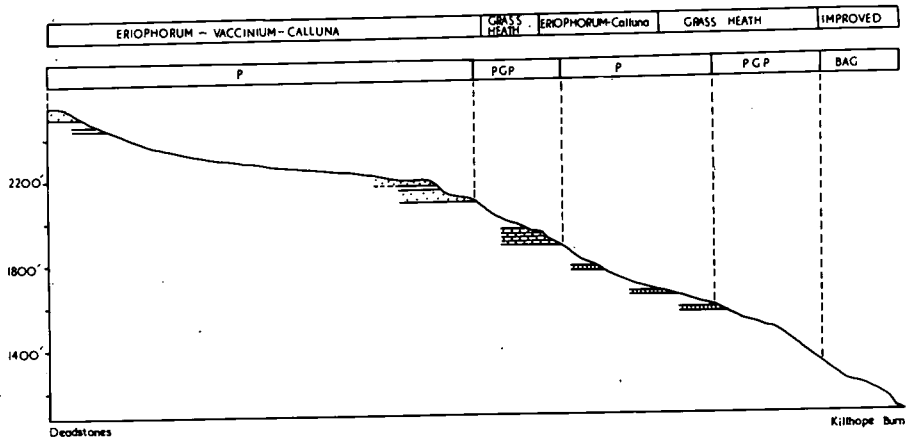 ERIOPHORUM - VACCINIUM - CALLUNA
GRASS
HEATH
ERIOPHORUM-Calluna
GRASS HEATH
IMPROVED
P
PGP
P
PGP
BAG
2200'
1800'
1400'
Deadstones
Killhope Burn